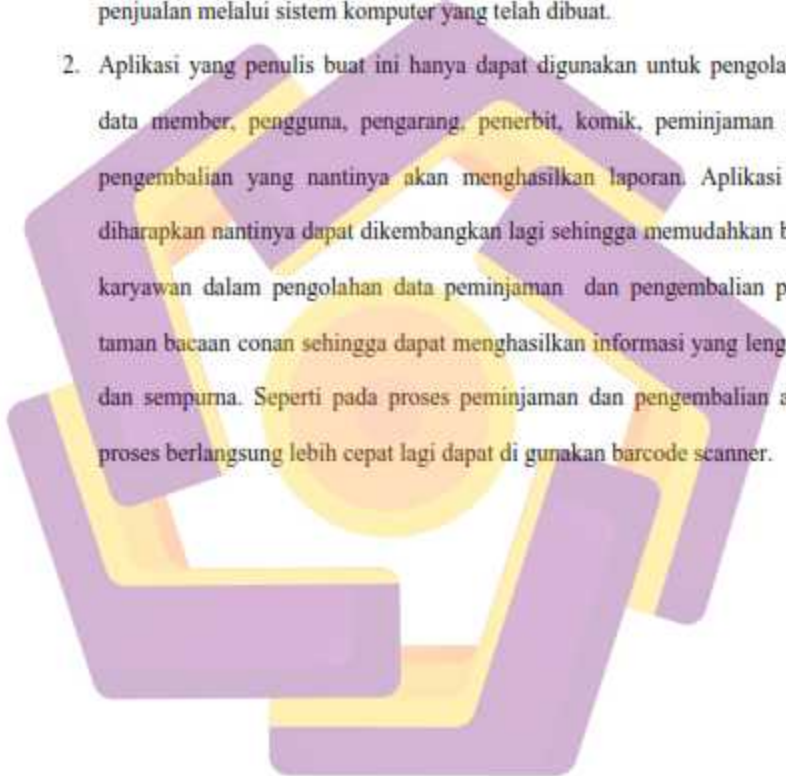 penjualan melalui sistem komputer yang telah dibuat.
2. Aplikasi yang penulis buat ini hanya dapat digunakan untuk pengola
data member, pengguna, pengarang, penerbit, komik, peminjaman
pengembalian yang nantinya akan menghasilkan laporan. Aplikasi
diharapkan nantinya dapat dikembangkan lagi sehingga memudahkan b
karyawan dalam pengolahan data peminjaman dan pengembalian p
taman bacaan conan sehingga dapat menghasilkan informasi yang leng
dan sempurna. Seperti pada proses peminjaman dan pengembalian a
proses berlangsung lebih cepat lagi dapat di gunakan barcode scanner.